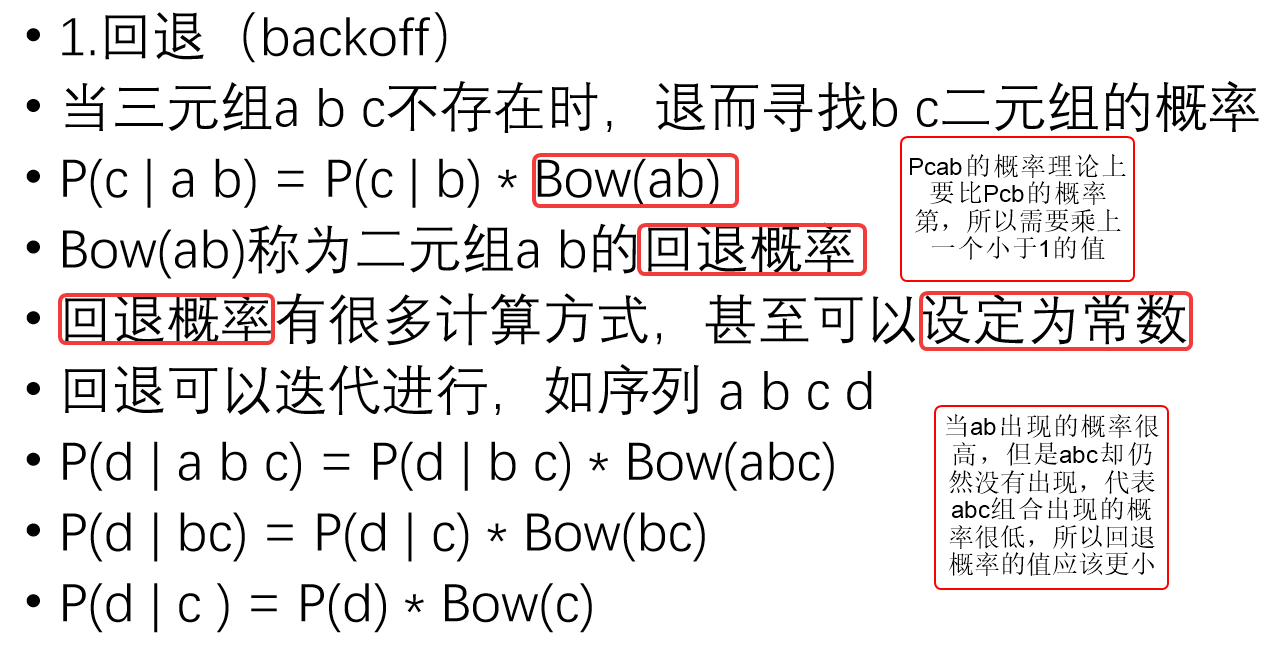 • 1.回退（backoff）
• 当三元组a b c不存在时，退而寻找b c二元组的概率
• P(c | a b) = P(c | b) * Bow(ab)
Pcab的概率理论上
要比Pcb的概率
第，所以需要乘上
一个小于1的值
• Bow(ab)称为二元组a b的回退概率
• 回退概率有很多计算方式，甚至可以设定为常数
• 回退可以迭代进行，如序列 a b c d
当ab出现的概率很
高，但是abc却仍
然没有出现，代表
abc组合出现的概
率很低，所以回退
概率的值应该更小
• P(d | a b c) = P(d | b c) * Bow(abc)
• P(d | bc) = P(d | c) * Bow(bc)
• P(d | c ) = P(d) * Bow(c)